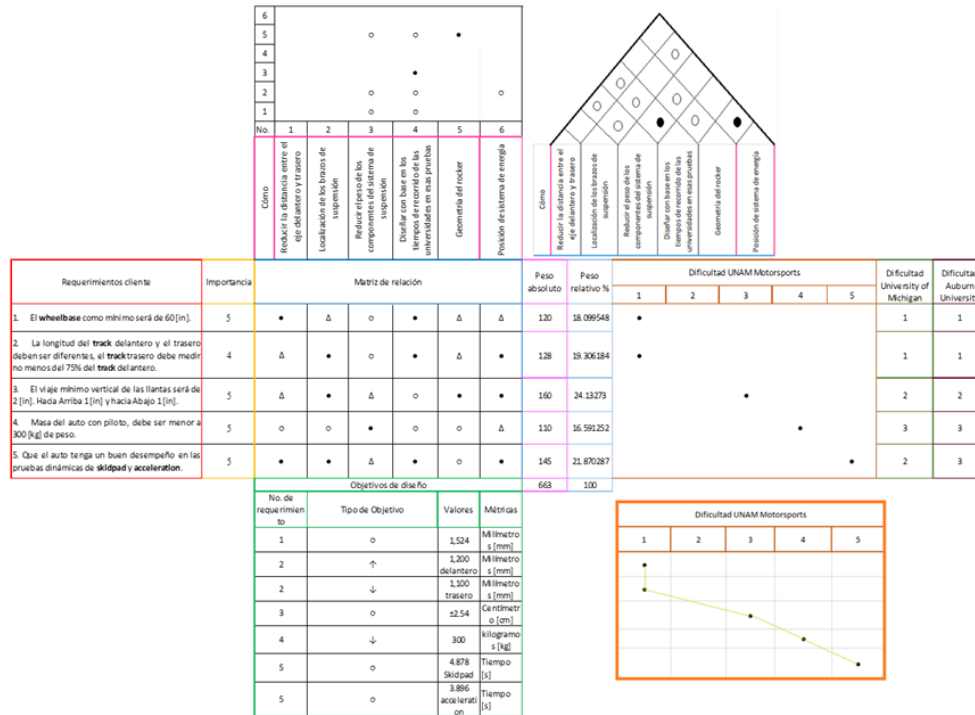 6
5 ○ ○ ●
4
3 ●
2 ○ ○ ○
1 ○ ○
No. 1 2 3 4 5 6
Cómo
Reducir la distancia entre el
eje delantero y trasero
Localización de los brazos de
suspensión
Reducir el peso de los
componentes del sistema de
suspensión
Diseñar con base en los
tiempos de recorrido de las
universidades en esas pruebas
Geometría del rocker
Posición de sistema de energía
Cómo
Reducir la distancia entre el
eje delantero y trasero
Localización de los brazos de
suspensión
Reducir el peso de los
componentes del sistema de
suspensión
Diseñar con base en los
tiempos de recorrido de las
universidades en esas pruebas
Geometría del rocker
Posición de sistema de energía
Requerimientos cliente
Importancia
Matriz de relación
Peso
absoluto
Peso
relativo %
Dificultad UNAM Motorsports
1 2 3 4 5
Dificultad
University of
Michigan
Dificultad
Auburn
University
1. El wheelbase como mínimo será de 60 [in].
5 ● Δ ○ ● Δ Δ 120 18.099548 ● 1 1
2. La longitud del track delantero y el trasero
deben ser diferentes, el track trasero debe medir
no menos del 75% del track delantero.
4 Δ ● ○ ● Δ ● 128 19.306184 ● 1 1
3. El viaje mínimo vertical de las llantas será de
2 [in]. Hacia Arriba 1 [in] y hacia Abajo 1 [in].
5 Δ ● Δ ○ ● ● 160 24.13273 ● 2 2
4. Masa del auto con piloto, debe ser menor a
300 [kg] de peso.
5 ○ ○ ● ○ ○ Δ 110 16.591252 ● 3 3
5. Que el auto tenga un buen desempeño en las
pruebas dinámicas de skidpad y acceleration.
5 ● ● Δ ● ○ ● 145 21.870287 ● 2 3
Objetivos de diseño
663 100
No. de
requerimien
to
Tipo de Objetivo
Valores
Métricas
1 ○ 1,524 Milímetro
s [mm]
2 ↑ 1,200
delantero
Milímetro
s [mm]
2 ↓ 1,100
trasero
Milímetro
s [mm]
3 ○ ±2.54 Centímetr
o [cm]
4 ↓ 300 kilogramo
s [kg]
5 ○ 4.878
Skidpad
Tiempo
[s]
5 ○ 3.896
accelerati
on
Tiempo
[s]
Dificultad UNAM Motorsports
1 2 3 4 5